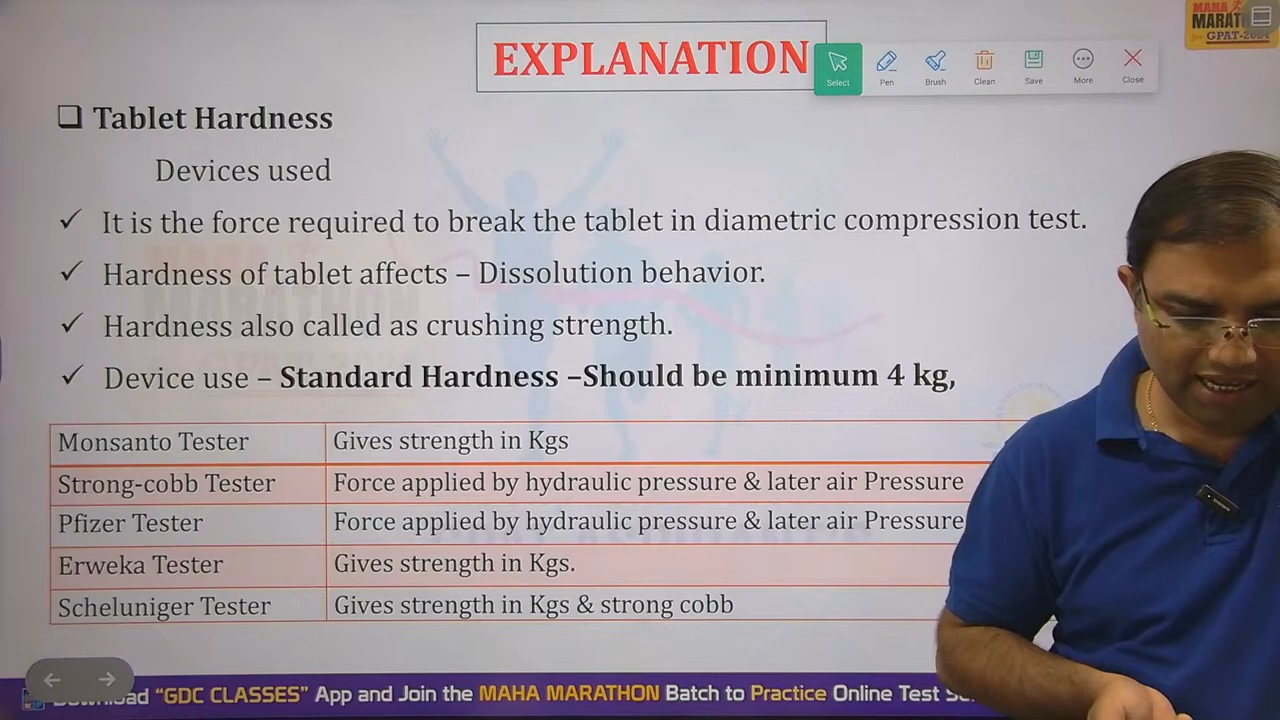 EXPLANATION
MAHA
MARAT
for GPAT-2024
Select
Pen
Brush
Clean
Save
More
Close
❑ Tablet Hardness
Devices used
✓ It is the force required to break the tablet in diametric compression test.
✓ Hardness of tablet affects – Dissolution behavior.
✓ Hardness also called as crushing strength.
✓ Device use – Standard Hardness –Should be minimum 4 kg,
Monsanto Tester Gives strength in Kgs
Strong-cobb Tester Force applied by hydraulic pressure & later air Pressure
Pfizer Tester Force applied by hydraulic pressure & later air Pressure
Erweka Tester Gives strength in Kgs.
Scheluniger Tester Gives strength in Kgs & strong cobb
"GDC CLASSES" App and Join the MAHA MARATHON Batch to Practice Online Test